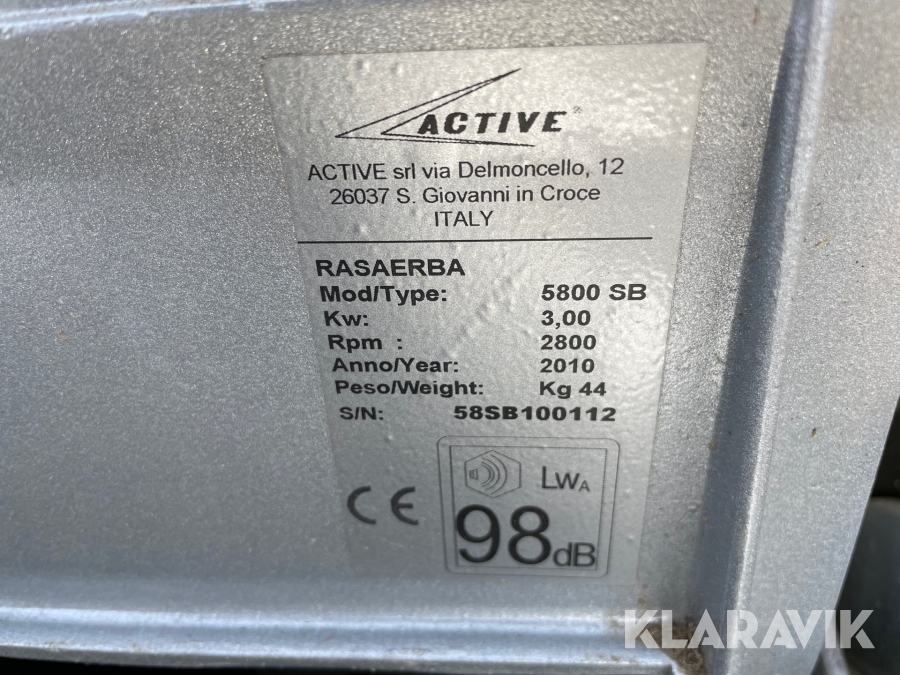 ACTIVE®
ACTIVE srl via Delmoncello, 12
26037 S. Giovanni in Croce
ITALY
RASAERBA
Mod/Type: 5800 SB
Kw: 3,00
Rpm : 2800
Anno/Year: 2010
Peso/Weight: Kg 44
S/N: 58SB100112
CE
LWA
98dB
KLARAVIK